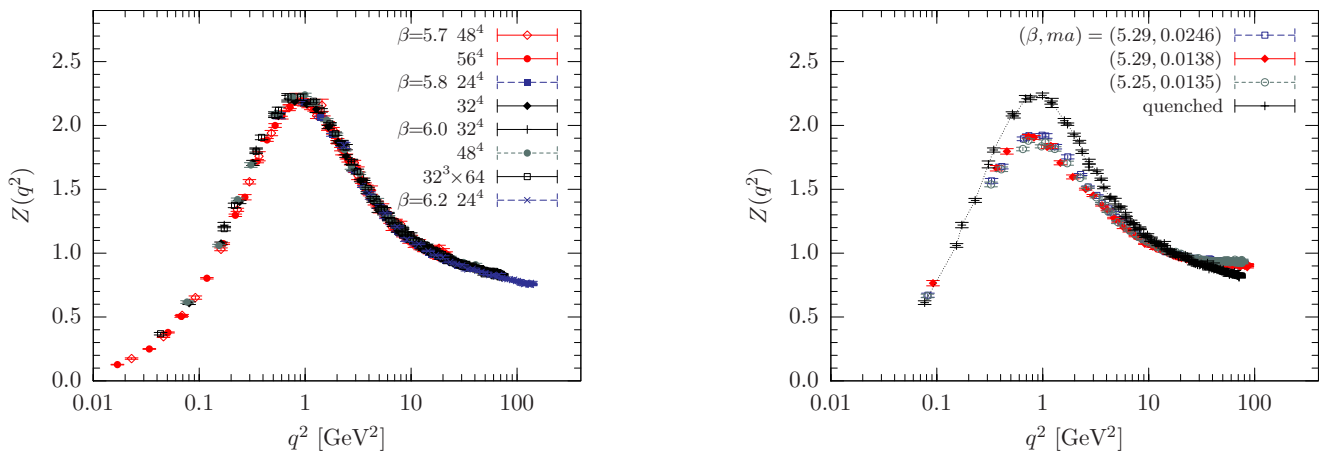 β=5.7 48⁴
56⁴
β=5.8 24⁴
32⁴
β=6.0 32⁴
48⁴
32³×64
β=6.2 24⁴
Z(q²)
2.5
2.0
1.5
1.0
0.5
0.0
0.01 0.1 1 10 100
q² [GeV²]
(β, ma) = (5.29, 0.0246)
(5.29, 0.0138)
(5.25, 0.0135)
quenched
Z(q²)
2.5
2.0
1.5
1.0
0.5
0.0
0.01 0.1 1 10 100
q² [GeV²]